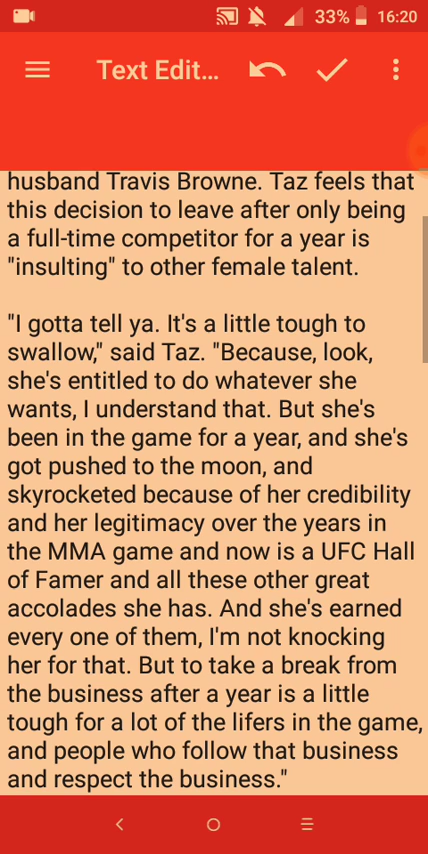 33% 16:20
Text Edit...
husband Travis Browne. Taz feels that
this decision to leave after only being
a full-time competitor for a year is
"insulting" to other female talent.
"I gotta tell ya. It's a little tough to
swallow," said Taz. "Because, look,
she's entitled to do whatever she
wants, I understand that. But she's
been in the game for a year, and she's
got pushed to the moon, and
skyrocketed because of her credibility
and her legitimacy over the years in
the MMA game and now is a UFC Hall
of Famer and all these other great
accolades she has. And she's earned
every one of them, I'm not knocking
her for that. But to take a break from
the business after a year is a little
tough for a lot of the lifers in the game,
and people who follow that business
and respect the business."